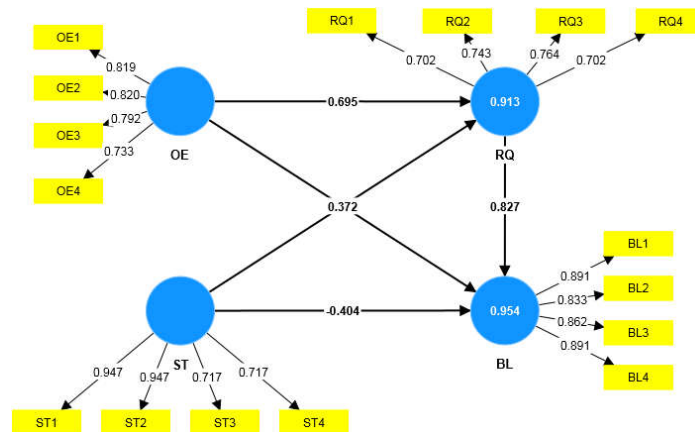 RQ1 RQ2 RQ3 RQ4
OE1
0.819
OE2
0.820
OE3
0.792
OE4
0.733
OE
0.702 0.743 0.764 0.702
0.695
0.913
RQ
0.372
0.827
BL1
0.891
BL2
0.833
BL3
0.862
BL4
0.891
-0.404
0.954
ST
BL
0.947 0.947 0.717 0.717
ST1 ST2 ST3 ST4